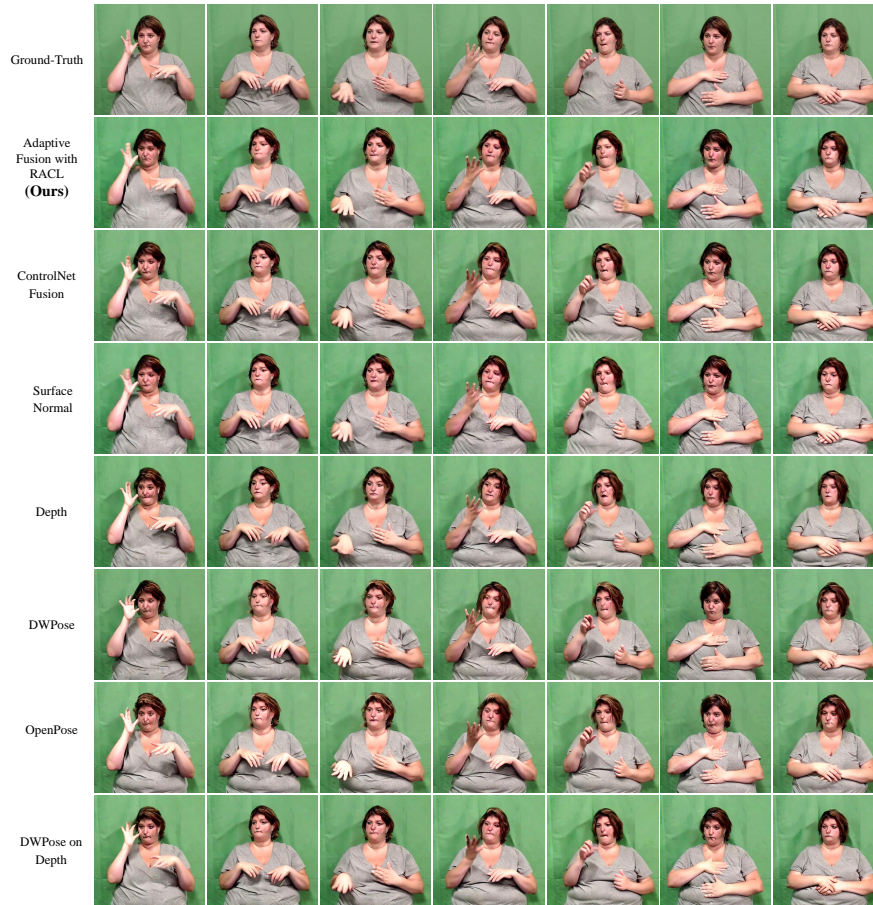 Ground-Truth
Adaptive
Fusion with
RACL
(Ours)
ControlNet
Fusion
Surface
Normal
Depth
DWPose
OpenPose
DWPose on
Depth